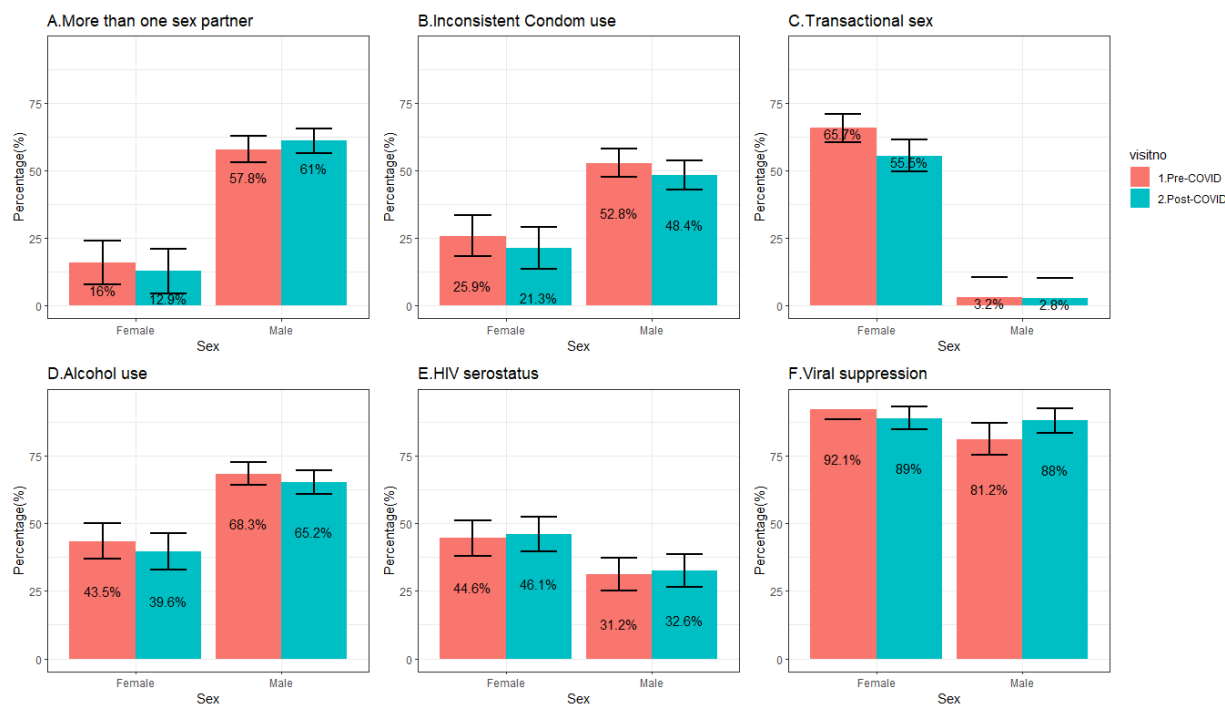 A.More than one sex partner
Percentage(%)
75
50
25
0
16%
12.9%
57.8%
61%
Female
Male
Sex
B.Inconsistent Condom use
Percentage(%)
75
50
25
0
25.9%
21.3%
52.8%
48.4%
Female
Male
Sex
C.Transactional sex
Percentage(%)
75
50
25
0
65.7%
55.5%
3.2%
2.8%
Female
Male
Sex
visitno
1.Pre-COVID
2.Post-COVID
D.Alcohol use
Percentage(%)
75
50
25
0
43.5%
39.6%
68.3%
65.2%
Female
Male
Sex
E.HIV serostatus
Percentage(%)
75
50
25
0
44.6%
46.1%
31.2%
32.6%
Female
Male
Sex
F.Viral suppression
Percentage(%)
75
50
25
0
92.1%
89%
81.2%
88%
Female
Male
Sex